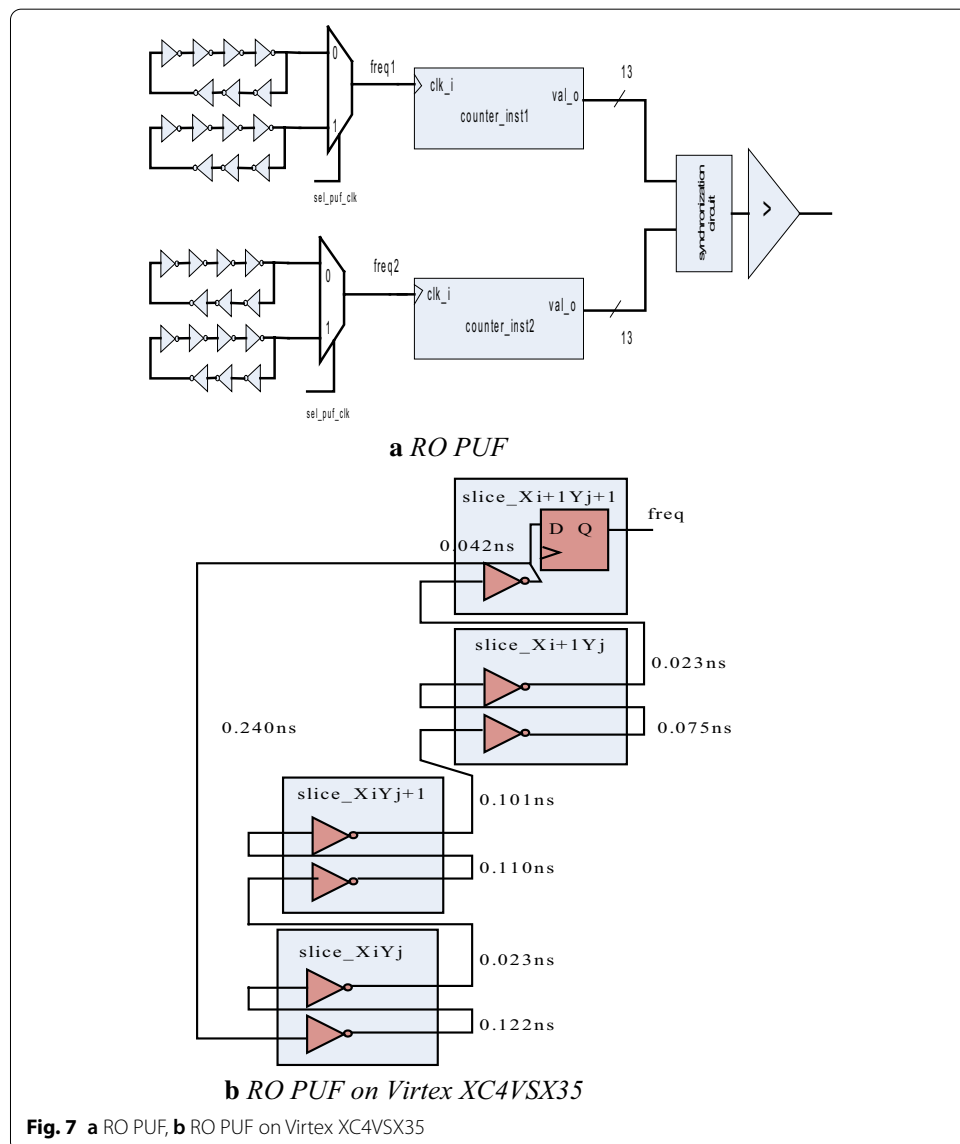 0
freq1
clk_i
val_o
13
counter_inst1
1
sel_puf_clk
synchronization
circuit
>
0
freq2
clk_i
val_o
counter_inst2
13
1
sel_puf_clk
a RO PUF
slice_Xi+1Yj+1
freq
D Q
0.042ns
slice_Xi+1Yj
0.023ns
0.240ns
0.075ns
slice_XiYj+1
0.101ns
0.110ns
slice_XiYj
0.023ns
0.122ns
b RO PUF on Virtex XC4VSX35
Fig. 7 a RO PUF, b RO PUF on Virtex XC4VSX35